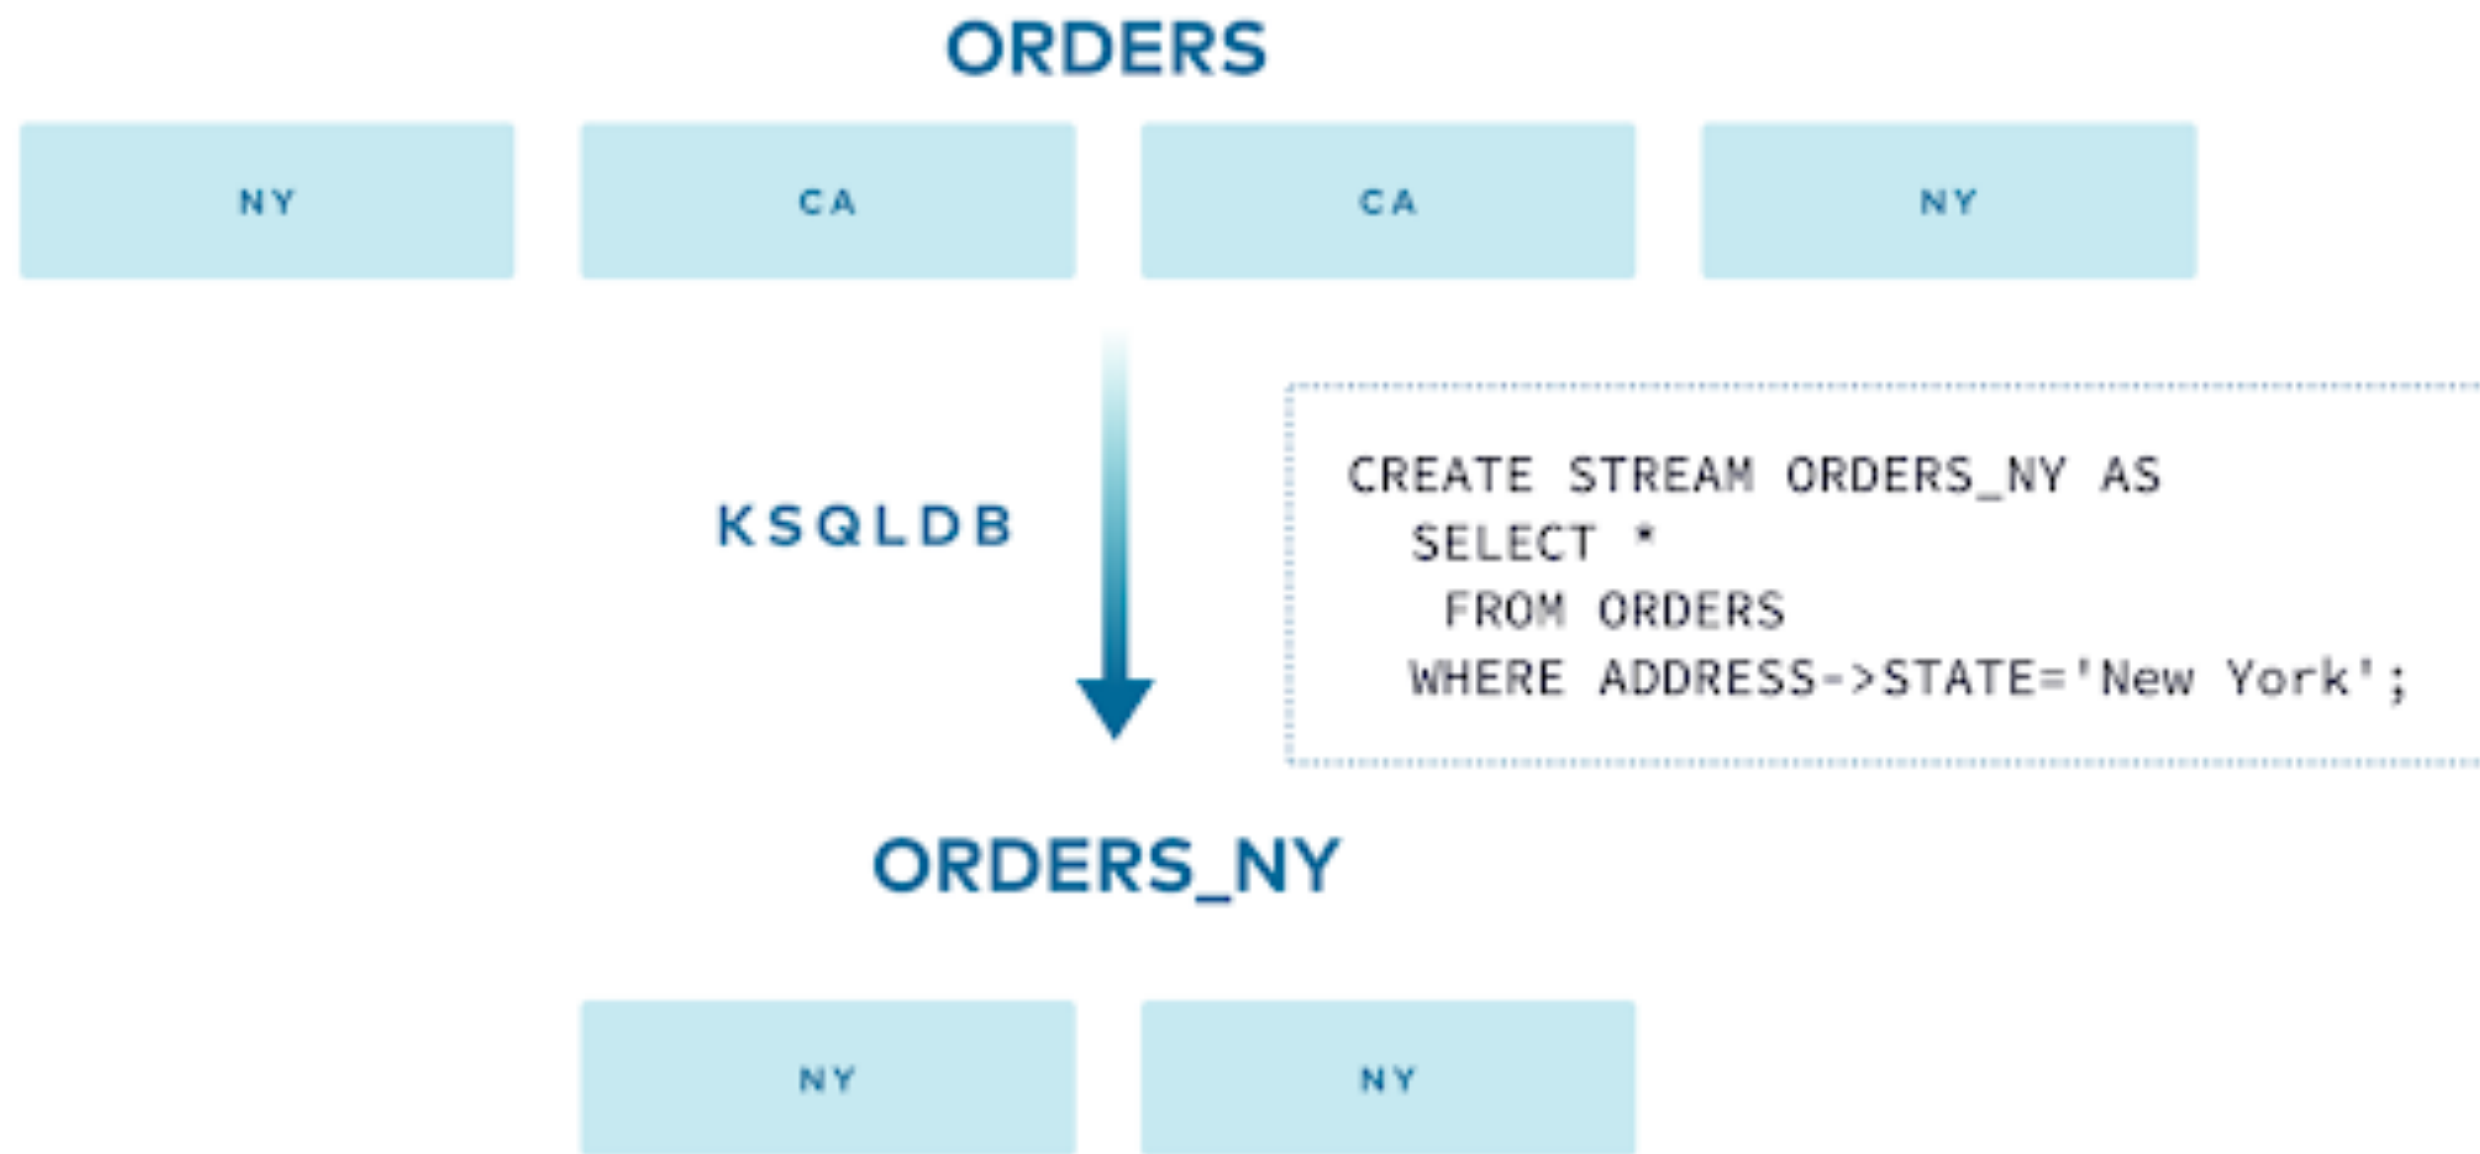 ORDERS
NY CA CA NY
KSQLDB
CREATE STREAM ORDERS_NY AS
SELECT *
FROM ORDERS
WHERE ADDRESS->STATE='New York';
ORDERS_NY
NY NY